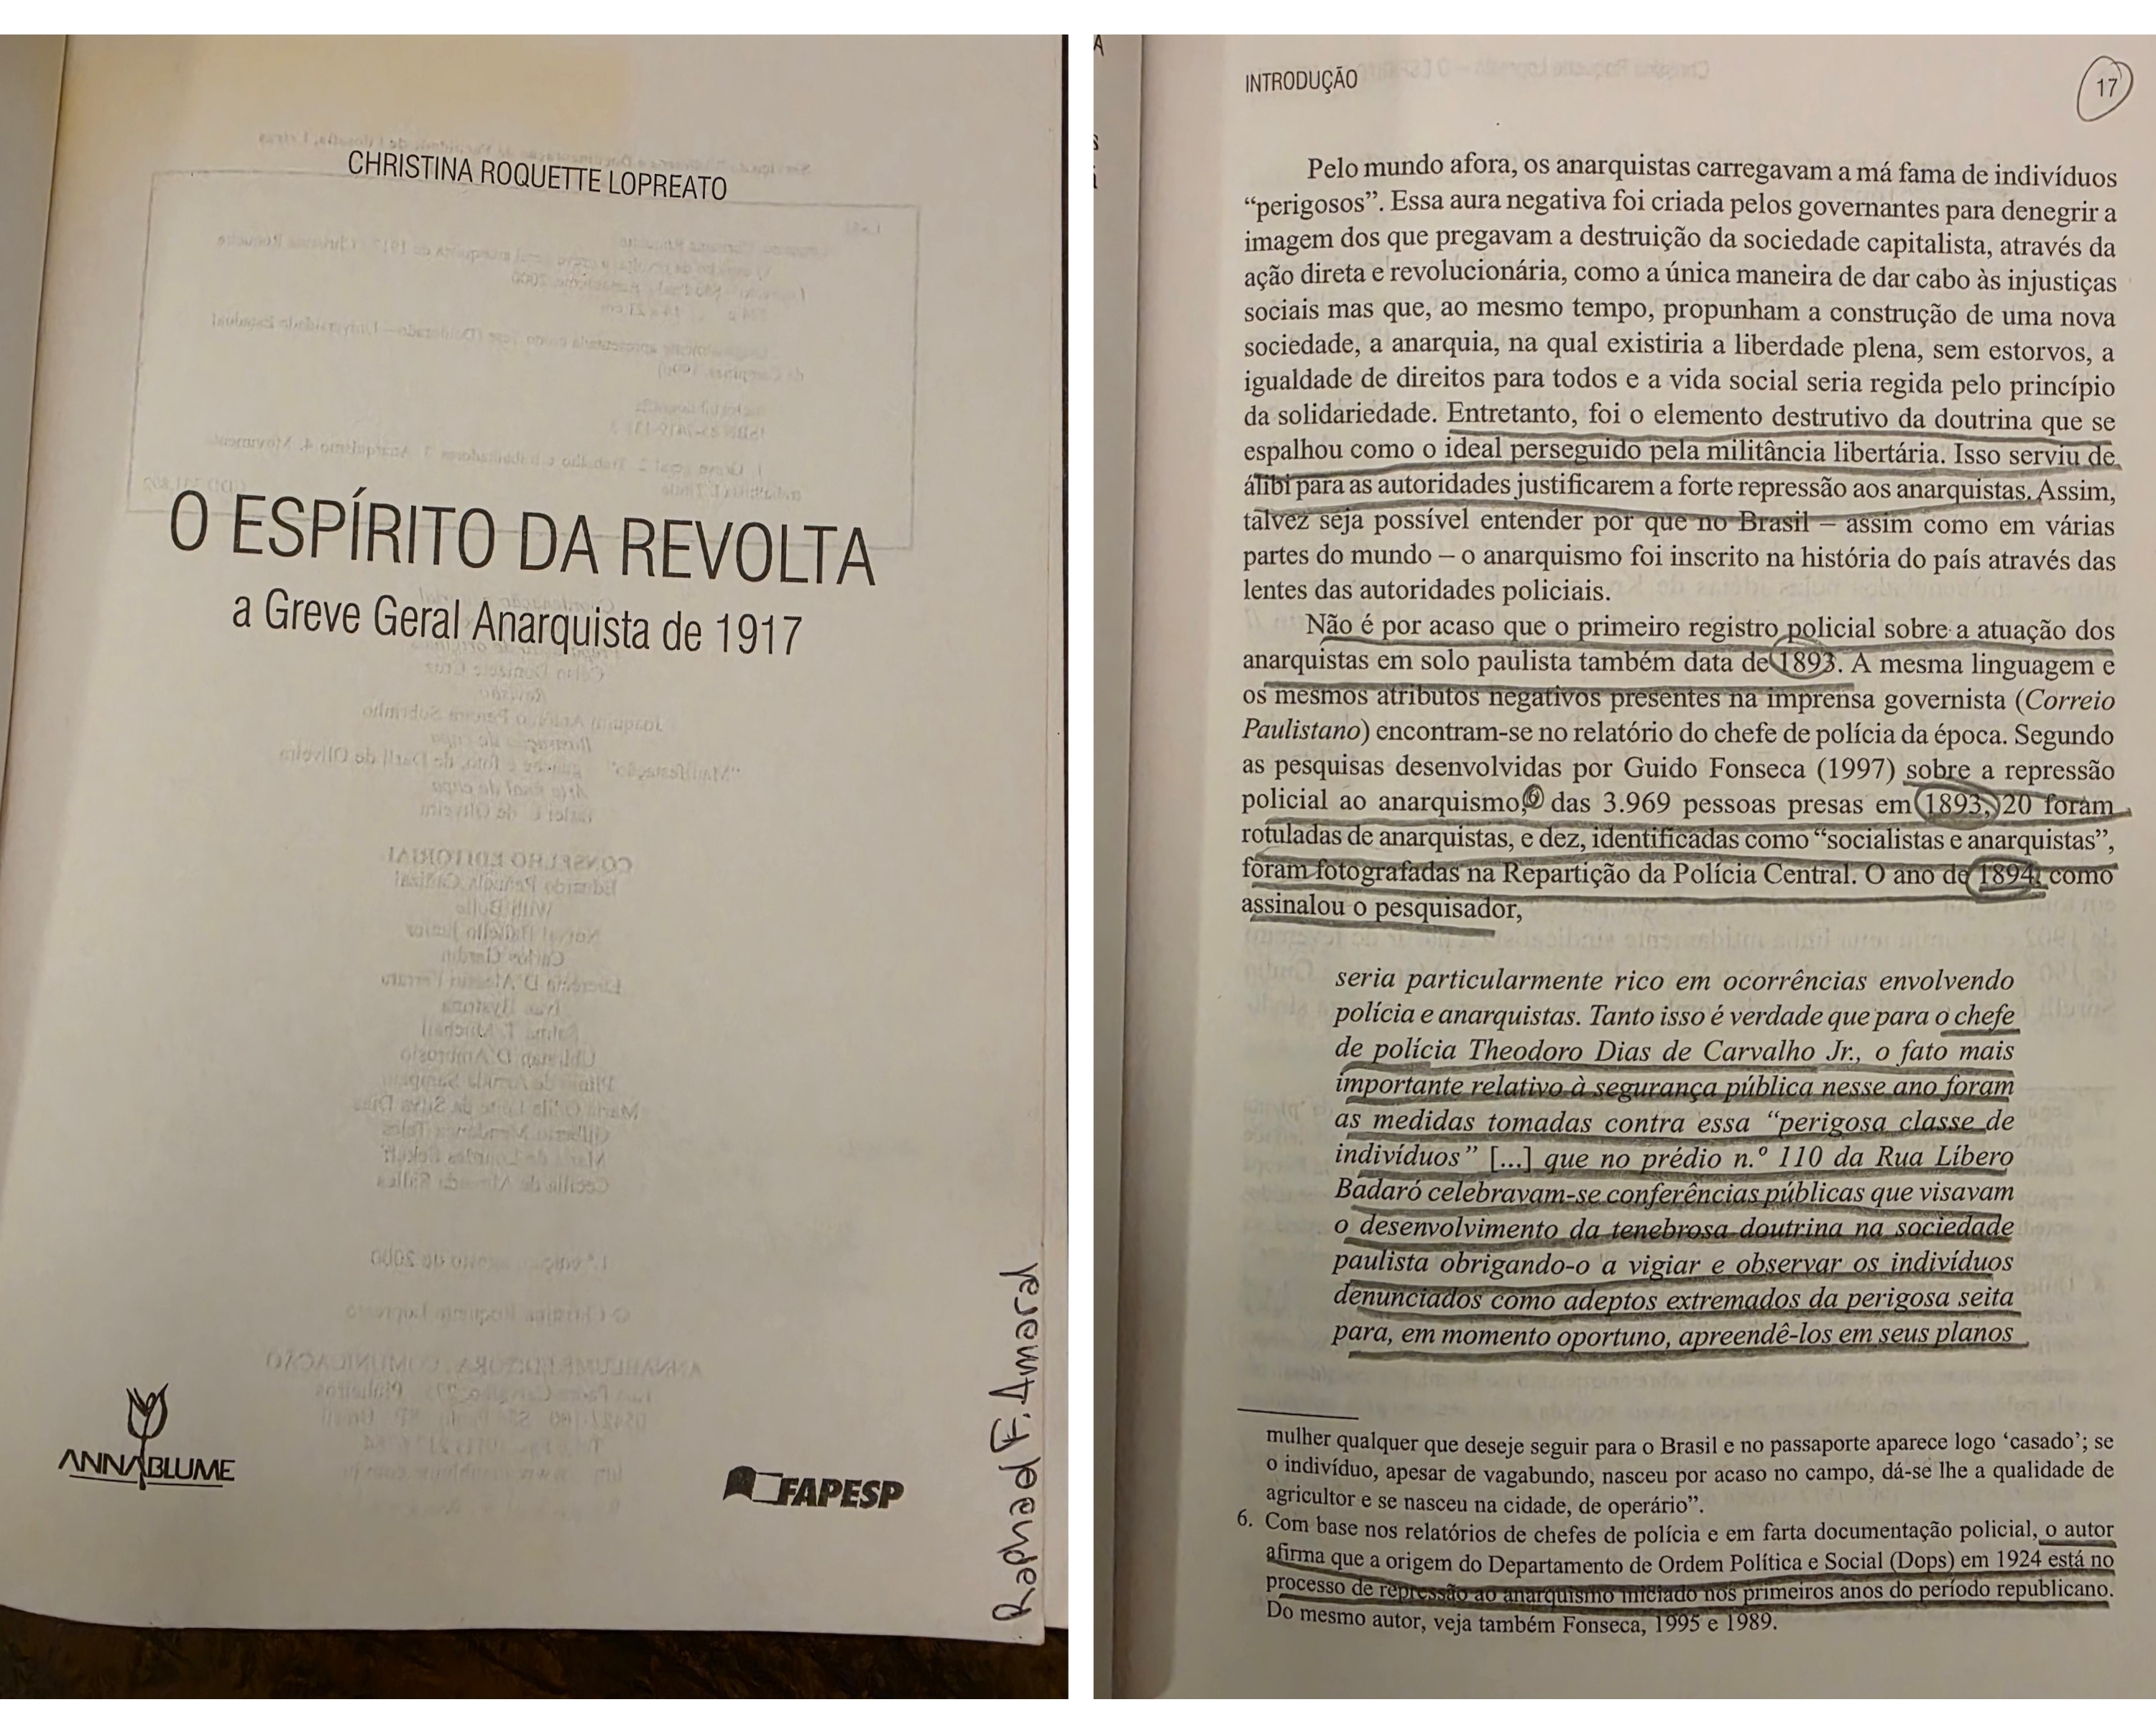 CHRISTINA ROQUETTE LOPREATO
O ESPÍRITO DA REVOLTA
a Greve Geral Anarquista de 1917
ANNABLUME
FAPESP
Raphael F. Amaral
INTRODUÇÃO
17
Pelo mundo afora, os anarquistas carregavam a má fama de indivíduos
“perigosos”. Essa aura negativa foi criada pelos governantes para denegrir a
imagem dos que pregavam a destruição da sociedade capitalista, através da
ação direta e revolucionária, como a única maneira de dar cabo às injustiças
sociais mas que, ao mesmo tempo, propunham a construção de uma nova
sociedade, a anarquia, na qual existiria a liberdade plena, sem estorvos, a
igualdade de direitos para todos e a vida social seria regida pelo princípio
da solidariedade. Entretanto, foi o elemento destrutivo da doutrina que se
espalhou como o ideal perseguido pela militância libertária. Isso serviu de
álibi para as autoridades justificarem a forte repressão aos anarquistas. Assim,
talvez seja possível entender por que no Brasil – assim como em várias
partes do mundo – o anarquismo foi inscrito na história do país através das
lentes das autoridades policiais.
Não é por acaso que o primeiro registro policial sobre a atuação dos
anarquistas em solo paulista também data de 1893. A mesma linguagem e
os mesmos atributos negativos presentes na imprensa governista (Correio
Paulistano) encontram-se no relatório do chefe de polícia da época. Segundo
as pesquisas desenvolvidas por Guido Fonseca (1997) sobre a repressão
policial ao anarquismo,6 das 3.969 pessoas presas em 1893, 20 foram
rotuladas de anarquistas, e dez, identificadas como “socialistas e anarquistas”,
foram fotografadas na Repartição da Polícia Central. O ano de 1894, como
assinalou o pesquisador,
seria particularmente rico em ocorrências envolvendo
polícia e anarquistas. Tanto isso é verdade que para o chefe
de polícia Theodoro Dias de Carvalho Jr., o fato mais
importante relativo à segurança pública nesse ano foram
as medidas tomadas contra essa “perigosa classe de
indivíduos” [...] que no prédio n.º 110 da Rua Líbero
Badaró celebravam-se conferências públicas que visavam
o desenvolvimento da tenebrosa doutrina na sociedade
paulista obrigando-o a vigiar e observar os indivíduos
denunciados como adeptos extremados da perigosa seita
para, em momento oportuno, apreendê-los em seus planos
mulher qualquer que deseje seguir para o Brasil e no passaporte aparece logo ‘casado’; se
o indivíduo, apesar de vagabundo, nasceu por acaso no campo, dá-se lhe a qualidade de
agricultor e se nasceu na cidade, de operário”.
6. Com base nos relatórios de chefes de polícia e em farta documentação policial, o autor
afirma que a origem do Departamento de Ordem Política e Social (Dops) em 1924 está no
processo de repressão ao anarquismo iniciado nos primeiros anos do período republicano.
Do mesmo autor, veja também Fonseca, 1995 e 1989.